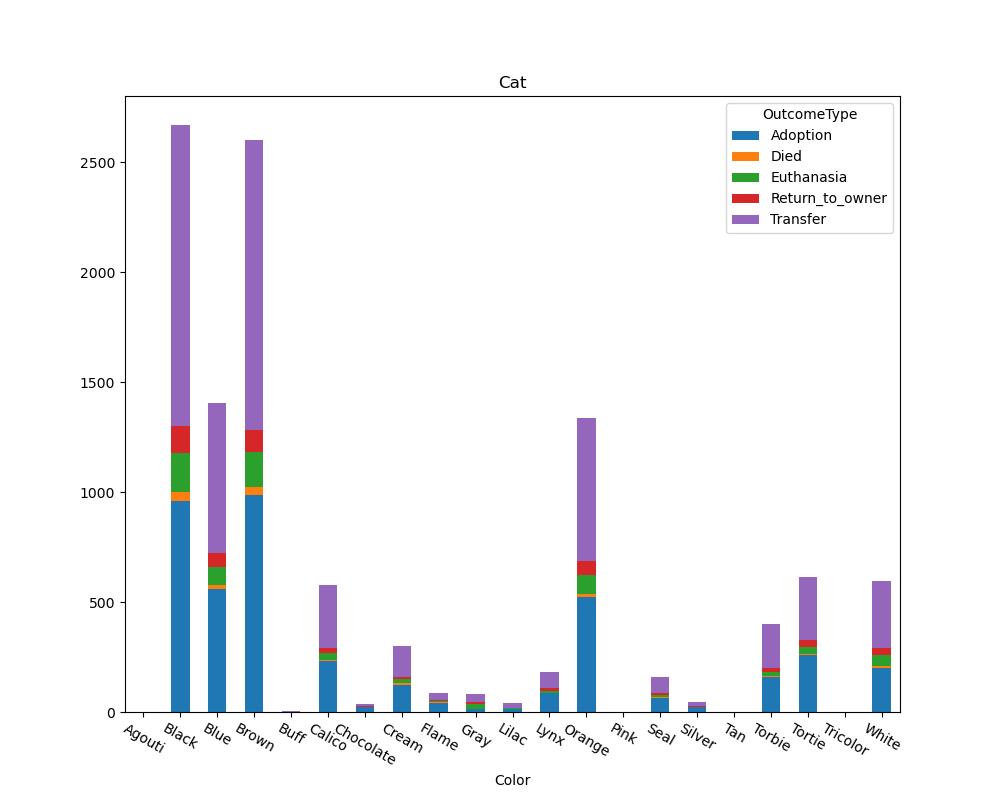 Cat
OutcomeType
Adoption
Died
Euthanasia
Return_to_owner
Transfer
2500
2000
1500
1000
500
0
Agouti
Black
Blue
Brown
Buff
Calico
Chocolate
Cream
Flame
Gray
Lilac
Lynx
Orange
Pink
Seal
Silver
Tan
Torbie
Tortie
Tricolor
White
Color